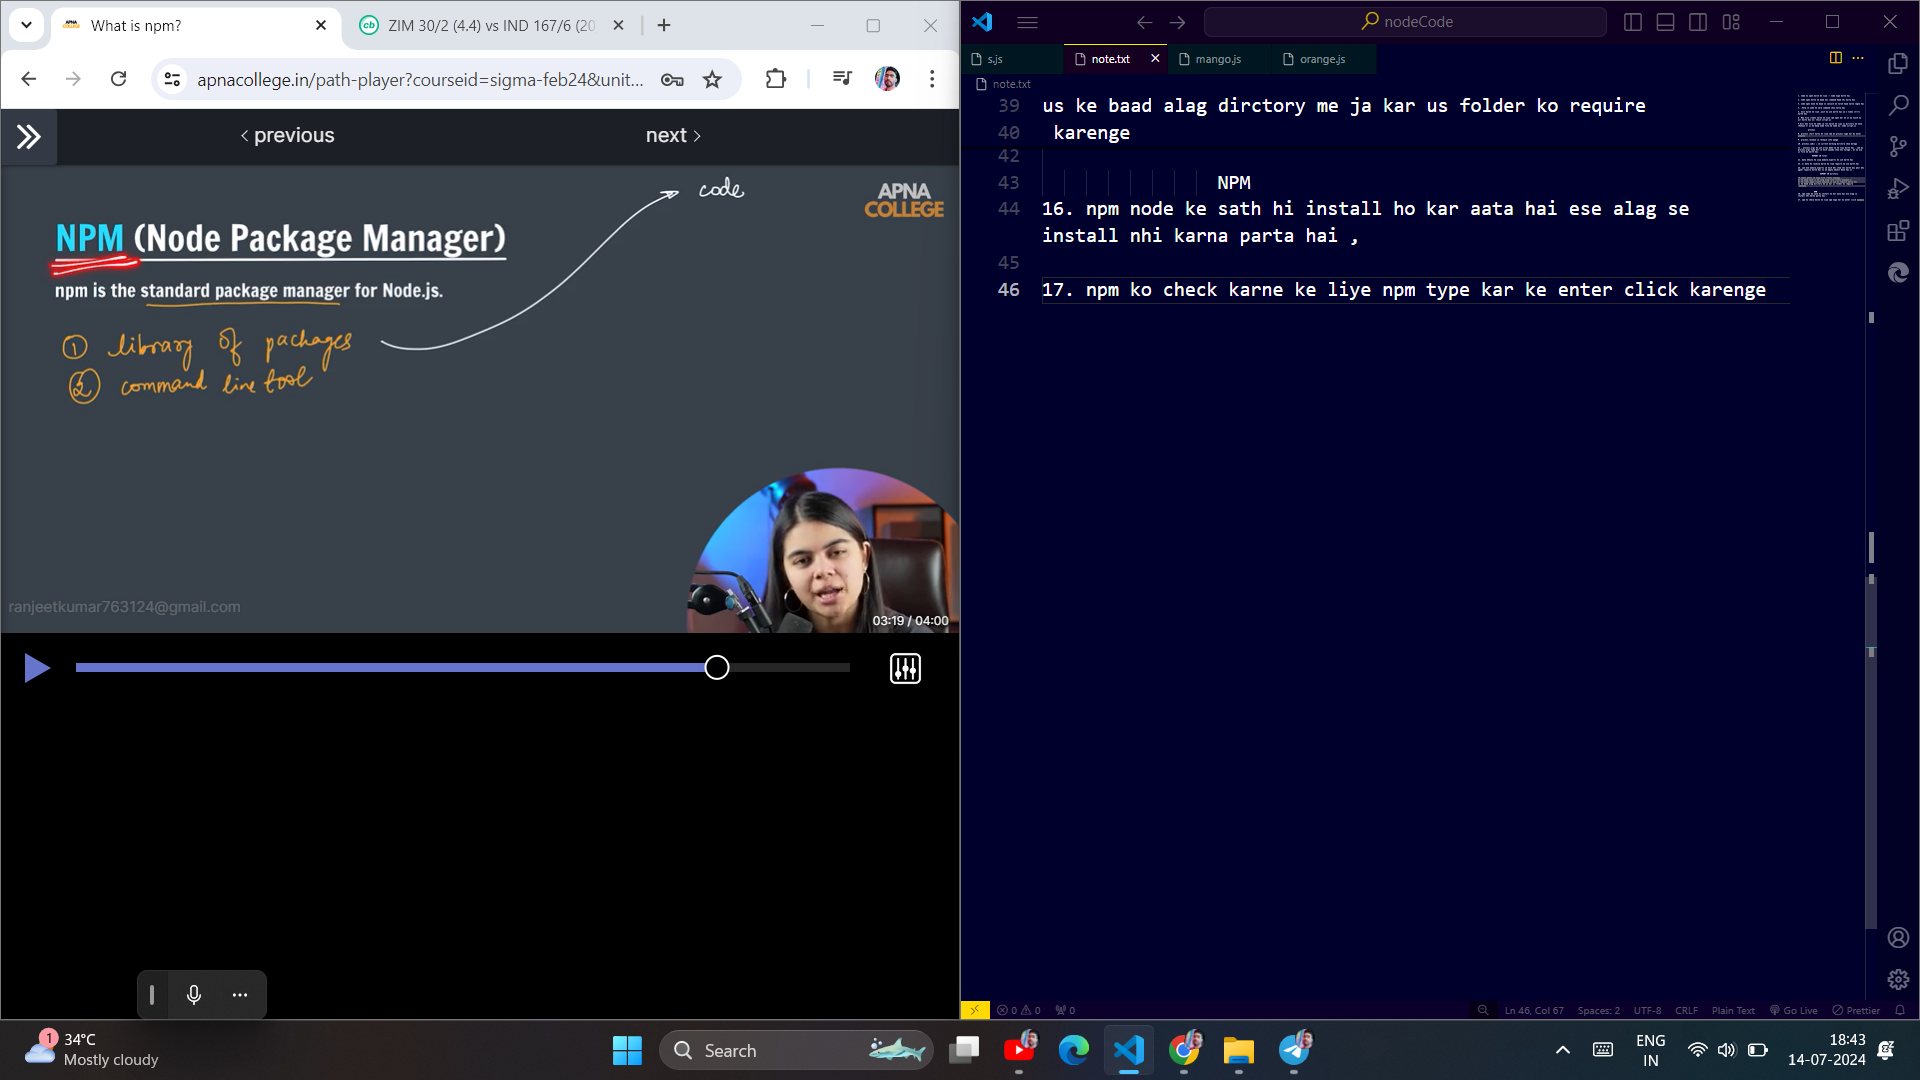 What is npm?
ZIM 30/2 (4.4) vs IND 167/6 (20
apnacollege.in/path-player?courseid=sigma-feb24&unit...
< previous
next >
code
APNA
COLLEGE
NPM (Node Package Manager)
npm is the standard package manager for Node.js.
1 library of packages
2 command line tool
ranjeetkumar763124@gmail.com
03:19 / 04:00
nodeCode
s.js
note.txt
mango.js
orange.js
note.txt
39 us ke baad alag dirctory me ja kar us folder ko require
40 karenge
42
43 NPM
44 16. npm node ke sath hi install ho kar aata hai ese alag se
install nhi karna parta hai ,
45
46 17. npm ko check karne ke liye npm type kar ke enter click karenge
0 0 0 Ln 46, Col 67 Spaces: 2 UTF-8 CRLF Plain Text Go Live Prettier
1
34°C
Mostly cloudy
Search
ENG
IN
18:43
14-07-2024